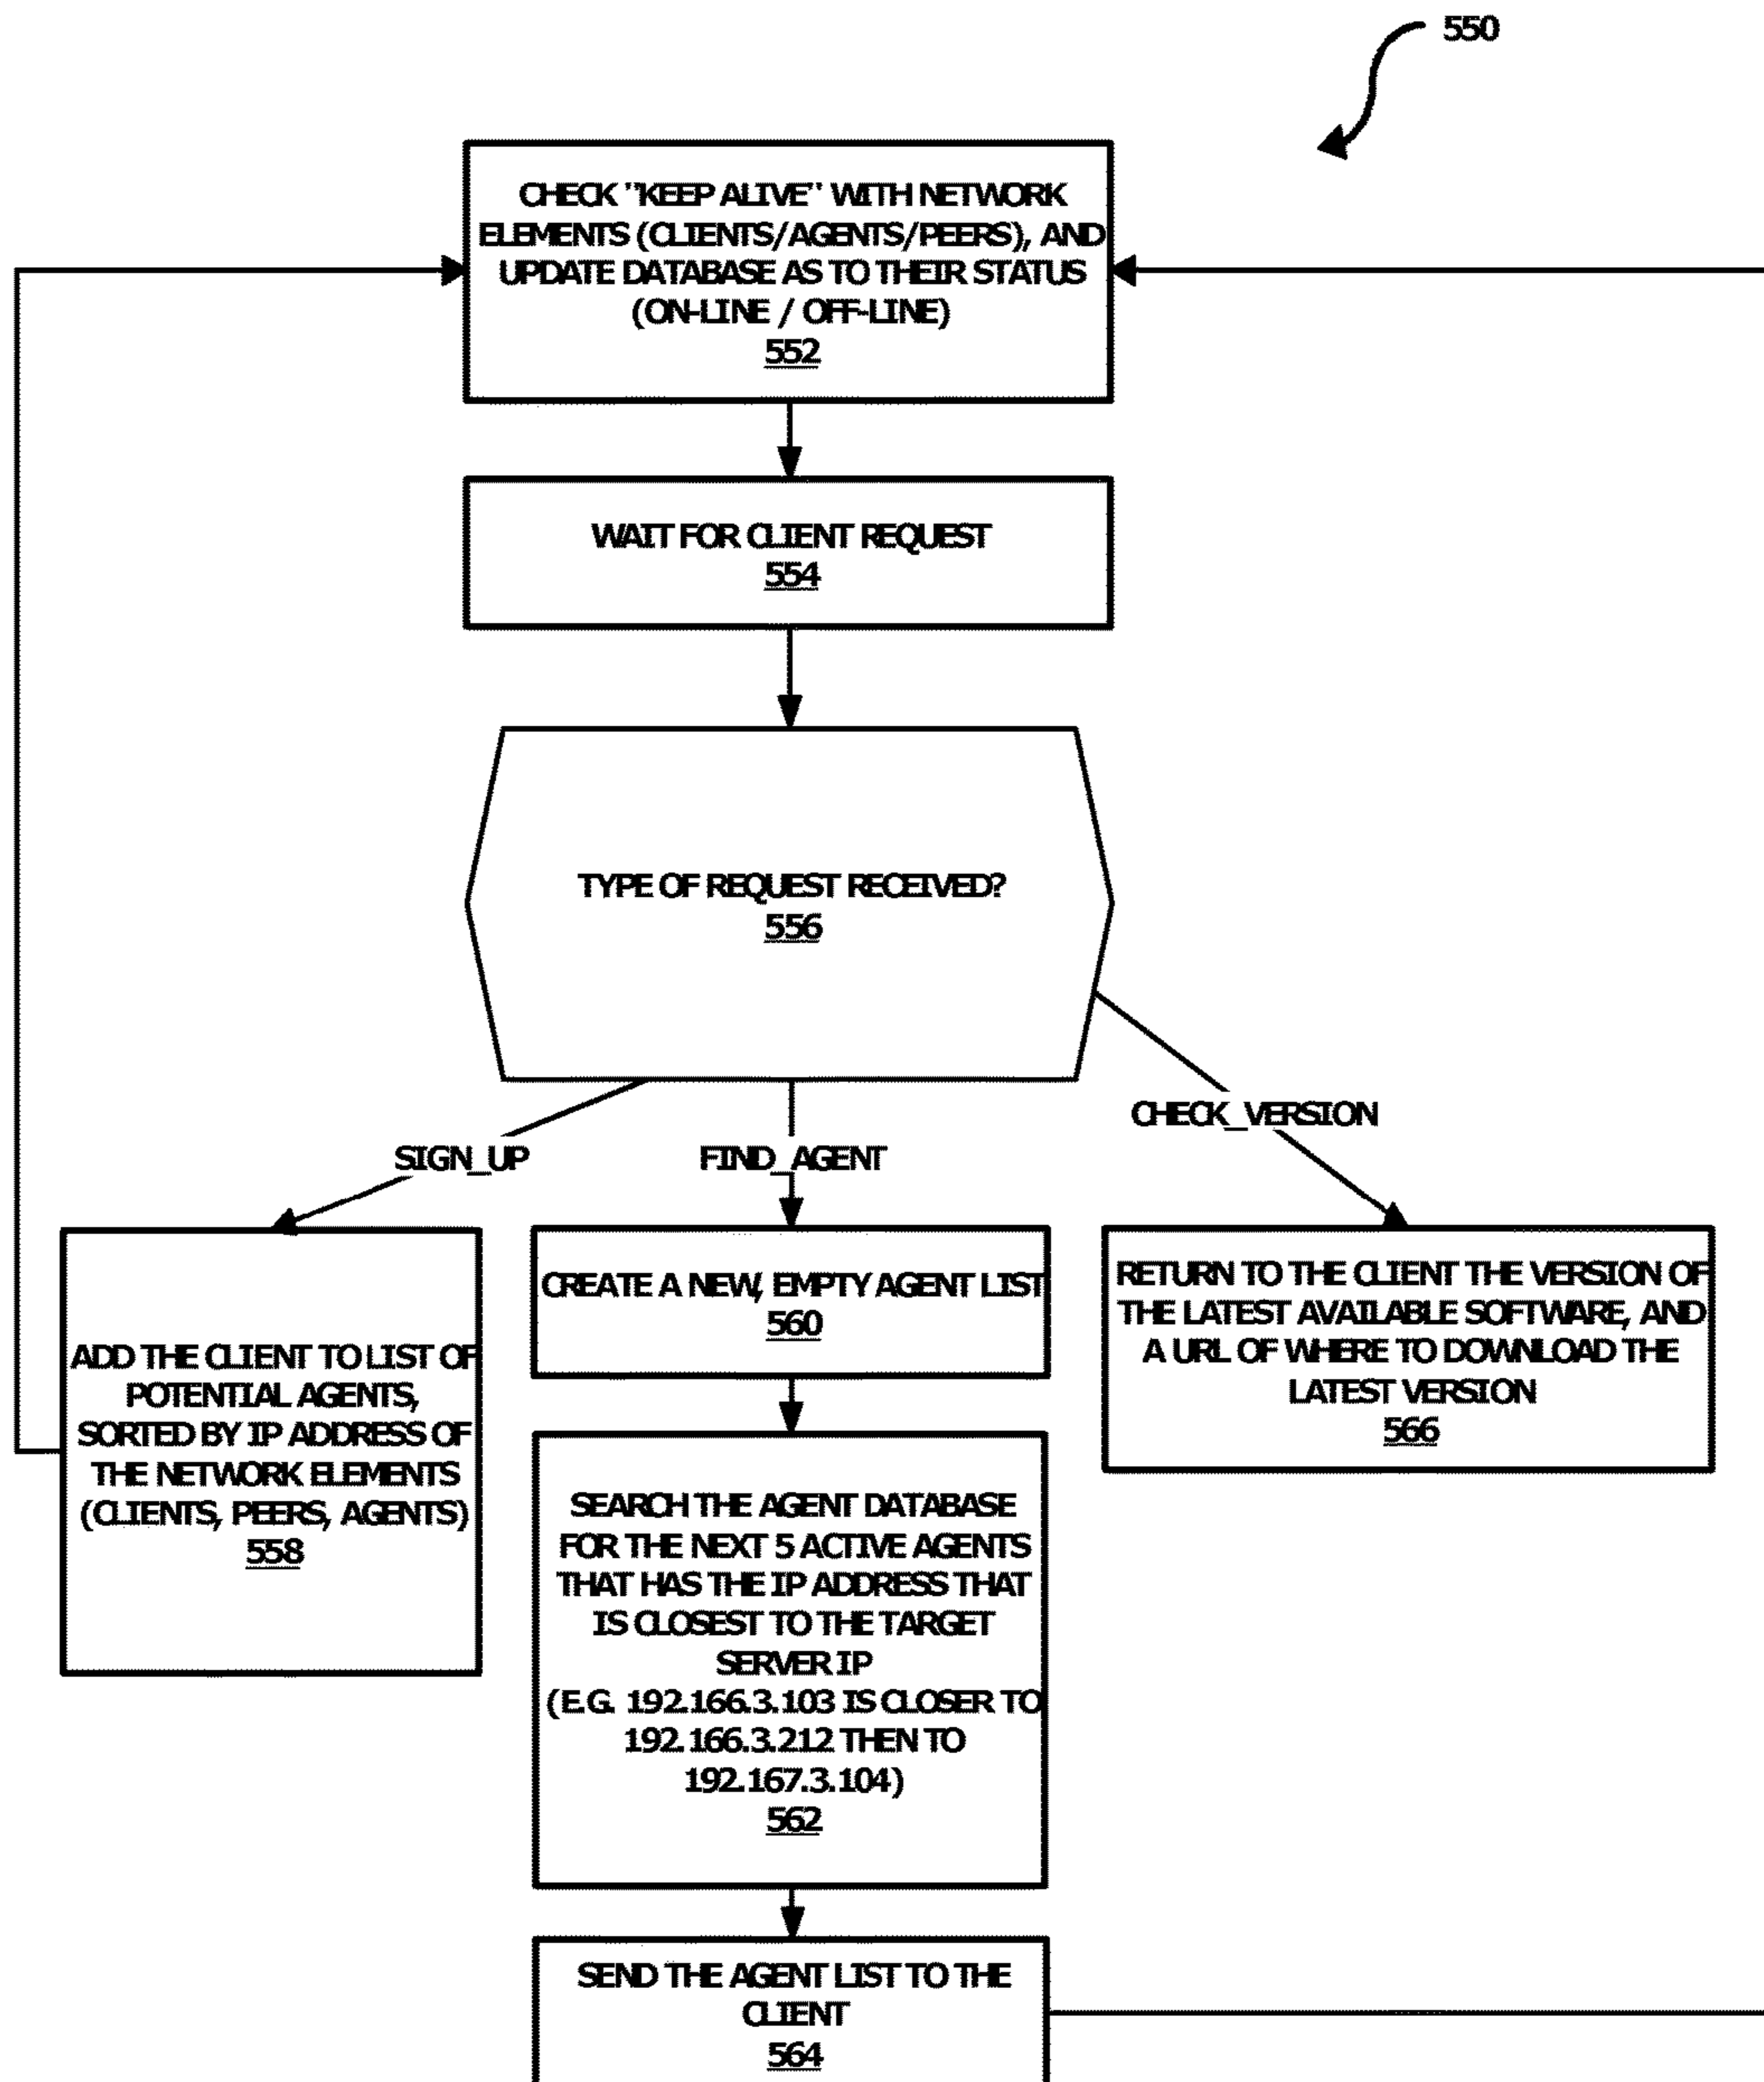 550
CHECK "KEEP ALIVE" WITH NETWORK
ELEMENTS (CLIENTS/AGENTS/PEERS), AND
UPDATE DATABASE AS TO THEIR STATUS
(ON-LINE / OFF-LINE)
552
WAIT FOR CLIENT REQUEST
554
TYPE OF REQUEST RECEIVED?
556
SIGN_UP
FIND_AGENT
CHECK_VERSION
ADD THE CLIENT TO LIST OF
POTENTIAL AGENTS,
SORTED BY IP ADDRESS OF
THE NETWORK ELEMENTS
(CLIENTS, PEERS, AGENTS)
558
CREATE A NEW, EMPTY AGENT LIST
560
SEARCH THE AGENT DATABASE
FOR THE NEXT 5 ACTIVE AGENTS
THAT HAS THE IP ADDRESS THAT
IS CLOSEST TO THE TARGET
SERVER IP
(E.G. 192.166.3.103 IS CLOSER TO
192.166.3.212 THEN TO
192.167.3.104)
562
SEND THE AGENT LIST TO THE
CLIENT
564
RETURN TO THE CLIENT THE VERSION OF
THE LATEST AVAILABLE SOFTWARE, AND
A URL OF WHERE TO DOWNLOAD THE
LATEST VERSION
566